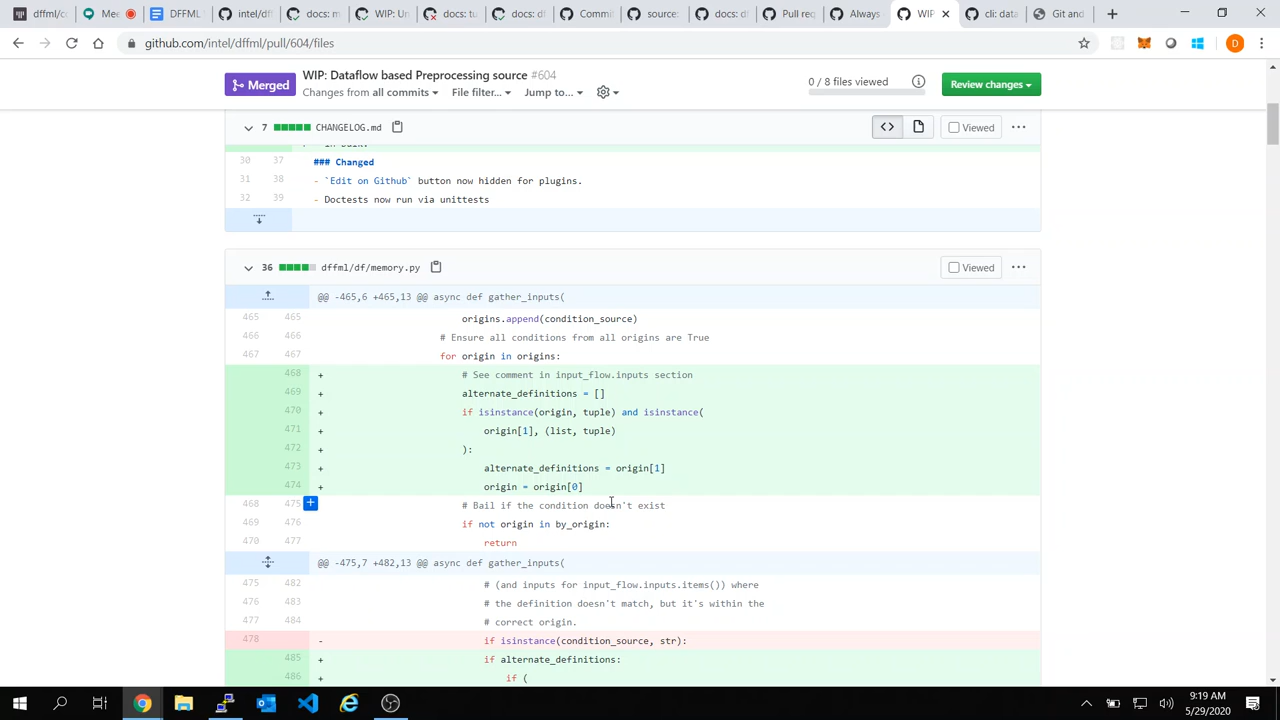 dffml/c
Mee
DFFML
intel/df
docs: m
WIP: Un
docs: tu
docs: df
Commit
source:
docs: df
Pull req
Always
WIP
cli: data
Git and
github.com/intel/dffml/pull/604/files
D
Merged
WIP: Dataflow based Preprocessing source #604
Changes from all commits
File filter...
Jump to...
0 / 8 files viewed
Review changes
7 CHANGELOG.md
Viewed
30 37 ### Changed
31 38 - `Edit on Github` button now hidden for plugins.
32 39 - Doctests now run via unittests
36 dffml/df/memory.py
Viewed
@@ -465,6 +465,13 @@ async def gather_inputs(
465 465 origins.append(condition_source)
466 466 # Ensure all conditions from all origins are True
467 467 for origin in origins:
468 + # See comment in input_flow.inputs section
469 + alternate_definitions = []
470 + if isinstance(origin, tuple) and isinstance(
471 + origin[1], (list, tuple)
472 + ):
473 + alternate_definitions = origin[1]
474 + origin = origin[0]
468 475 # Bail if the condition doesn't exist
469 476 if not origin in by_origin:
470 477 return
@@ -475,7 +482,13 @@ async def gather_inputs(
475 482 # (and inputs for input_flow.inputs.items()) where
476 483 # the definition doesn't match, but it's within the
477 484 # correct origin.
478 - if isinstance(condition_source, str):
485 + if alternate_definitions:
486 + if (
9:19 AM
5/29/2020